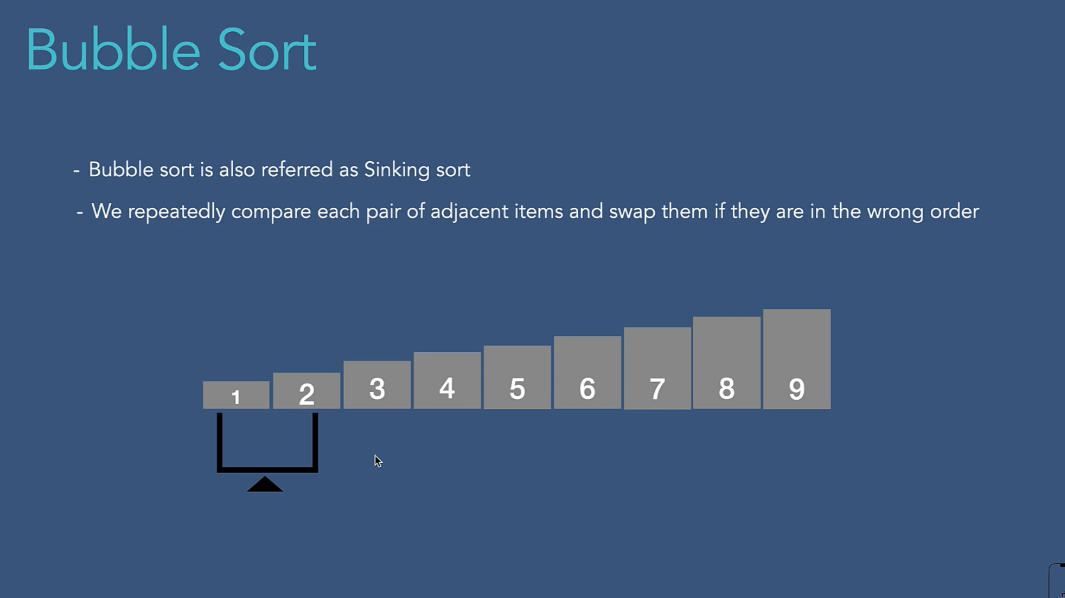 Bubble Sort
- Bubble sort is also referred as Sinking sort
- We repeatedly compare each pair of adjacent items and swap them if they are in the wrong order
1 2 3 4 5 6 7 8 9